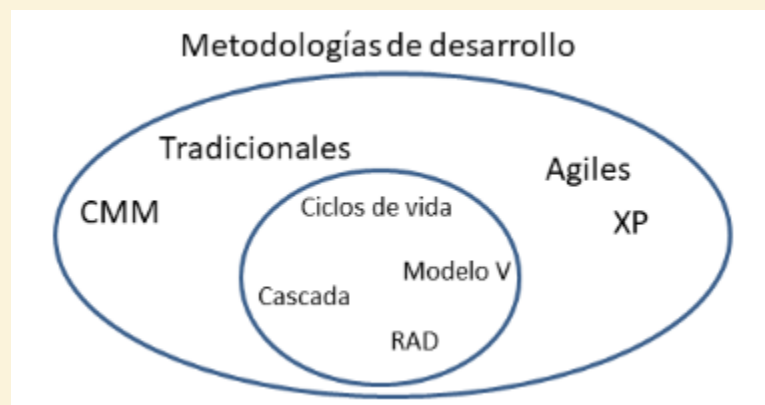 Metodologías de desarrollo
Tradicionales
Agiles
CMM
XP
Ciclos de vida
Modelo V
Cascada
RAD